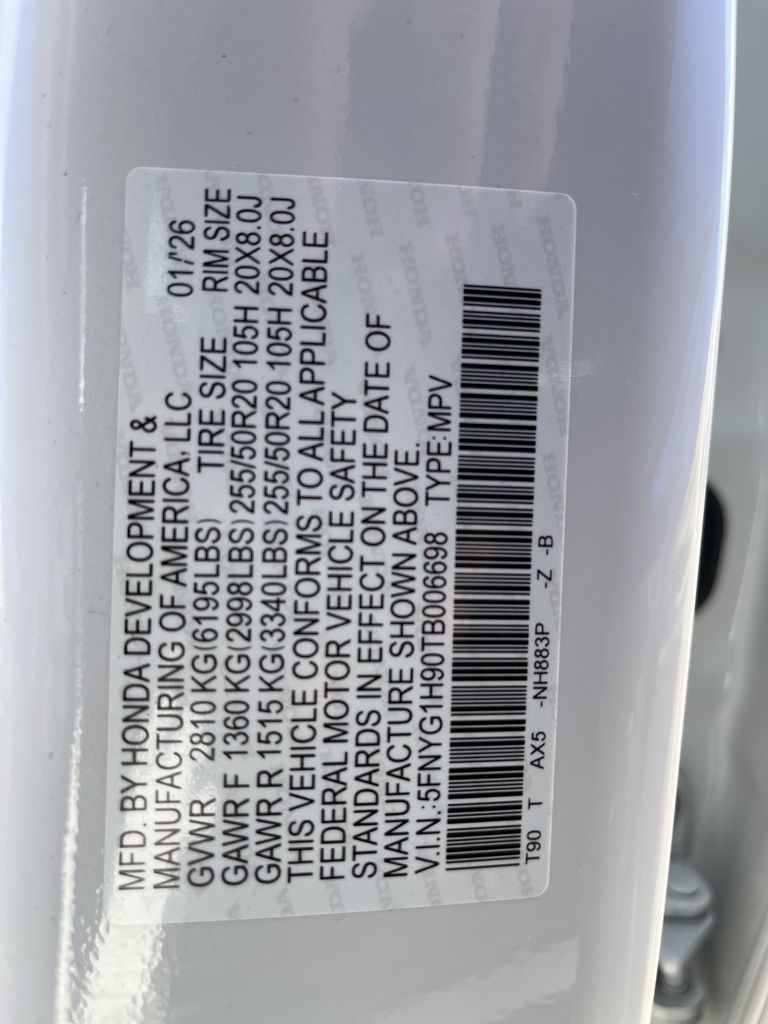 MFD. BY HONDA DEVELOPMENT &
MANUFACTURING OF AMERICA, LLC 01/'26
GVWR 2810 KG(6195LBS) TIRE SIZE RIM SIZE
GAWR F 1360 KG(2998LBS) 255/50R20 105H 20X8.0J
GAWR R 1515 KG(3340LBS) 255/50R20 105H 20X8.0J
THIS VEHICLE CONFORMS TO ALL APPLICABLE
FEDERAL MOTOR VEHICLE SAFETY
STANDARDS IN EFFECT ON THE DATE OF
MANUFACTURE SHOWN ABOVE.
V.I.N.:5FNYG1H90TB006698 TYPE:MPV
T90 T AX5 -NH883P -Z -B